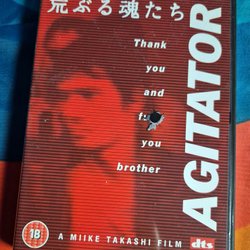 荒ぶる魂たち
Thank
you and
you
brother
AGITATOR
18
A MIIKE TAKASHI FILM
dts